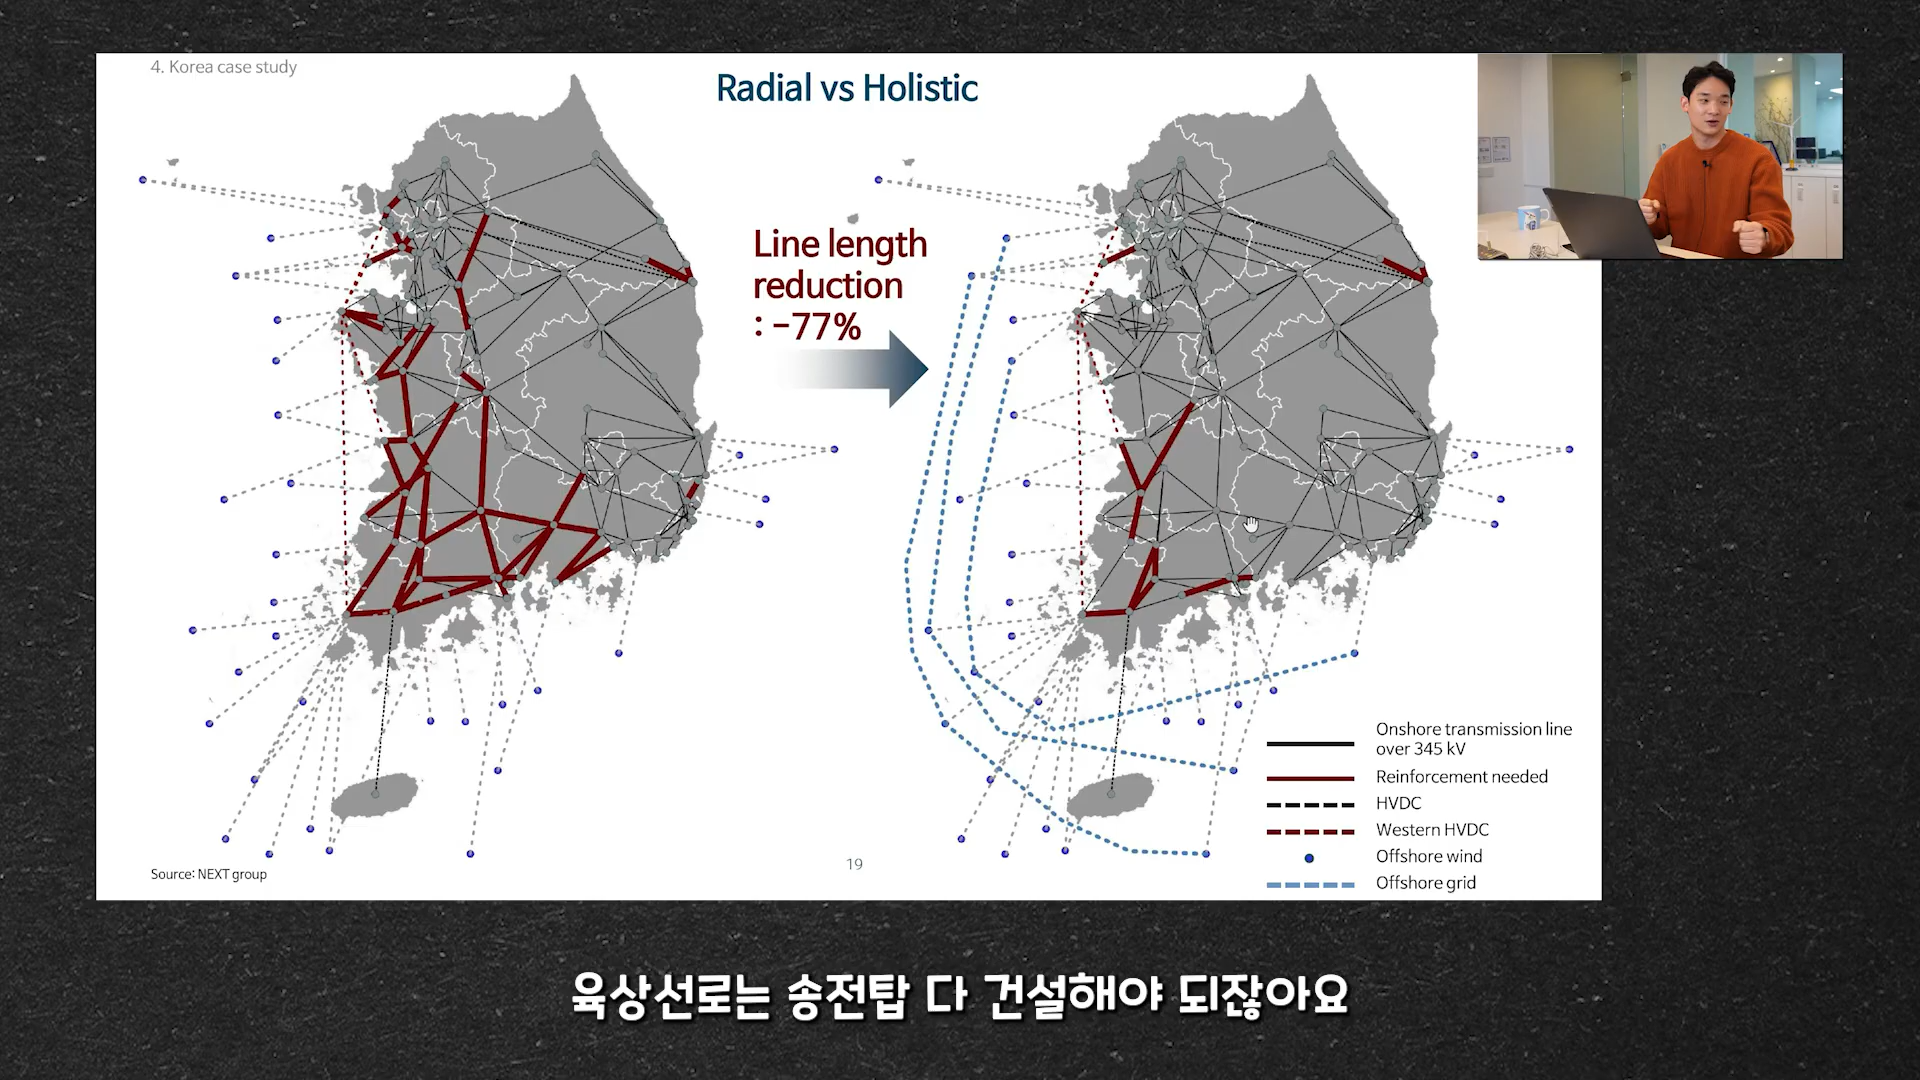 4. Korea case study
Radial vs Holistic
Line length
reduction
: -77%
Onshore transmission line
over 345 kV
Reinforcement needed
HVDC
Western HVDC
Offshore wind
Offshore grid
19
Source: NEXT group
육상선로는 송전탑 다 건설해야 되잖아요